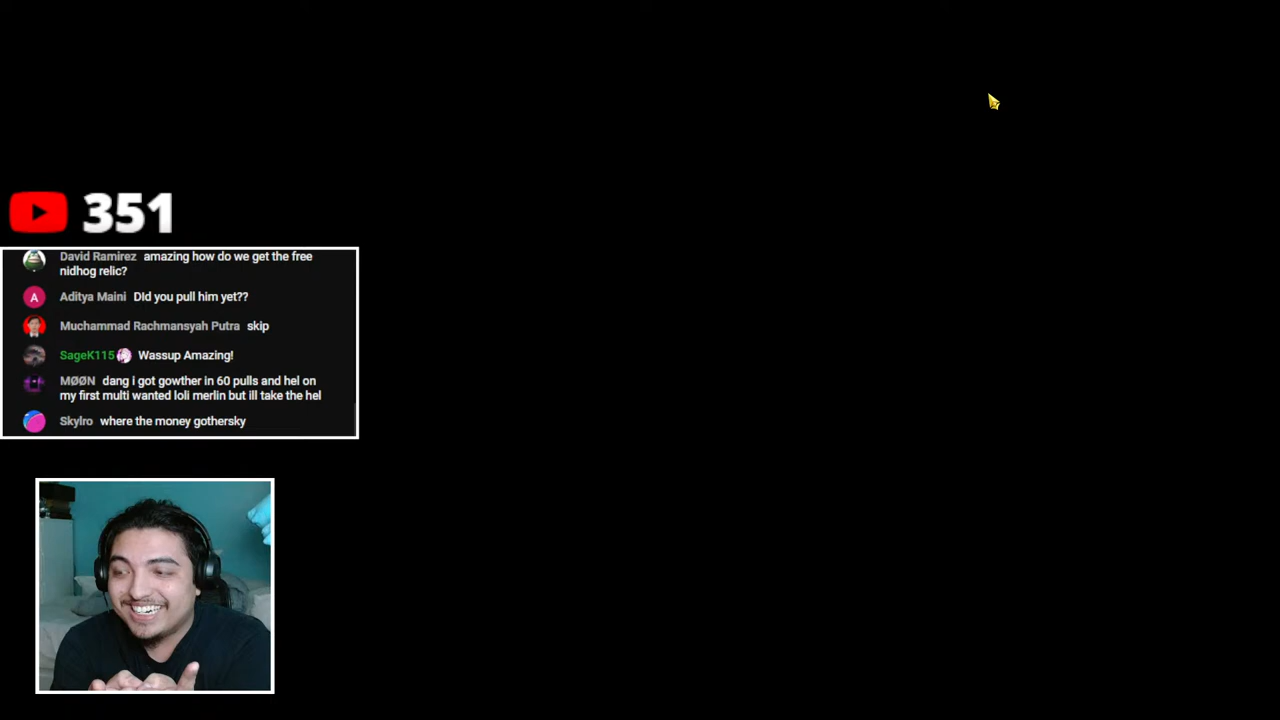 351
David Ramirez amazing how do we get the free
nidhog relic?
A Aditya Maini DId you pull him yet??
Muchammad Rachmansyah Putra skip
SageK115 Wassup Amazing!
MØØN dang i got gowther in 60 pulls and hel on
my first multi wanted loli merlin but ill take the hel
Skylro where the money gothersky